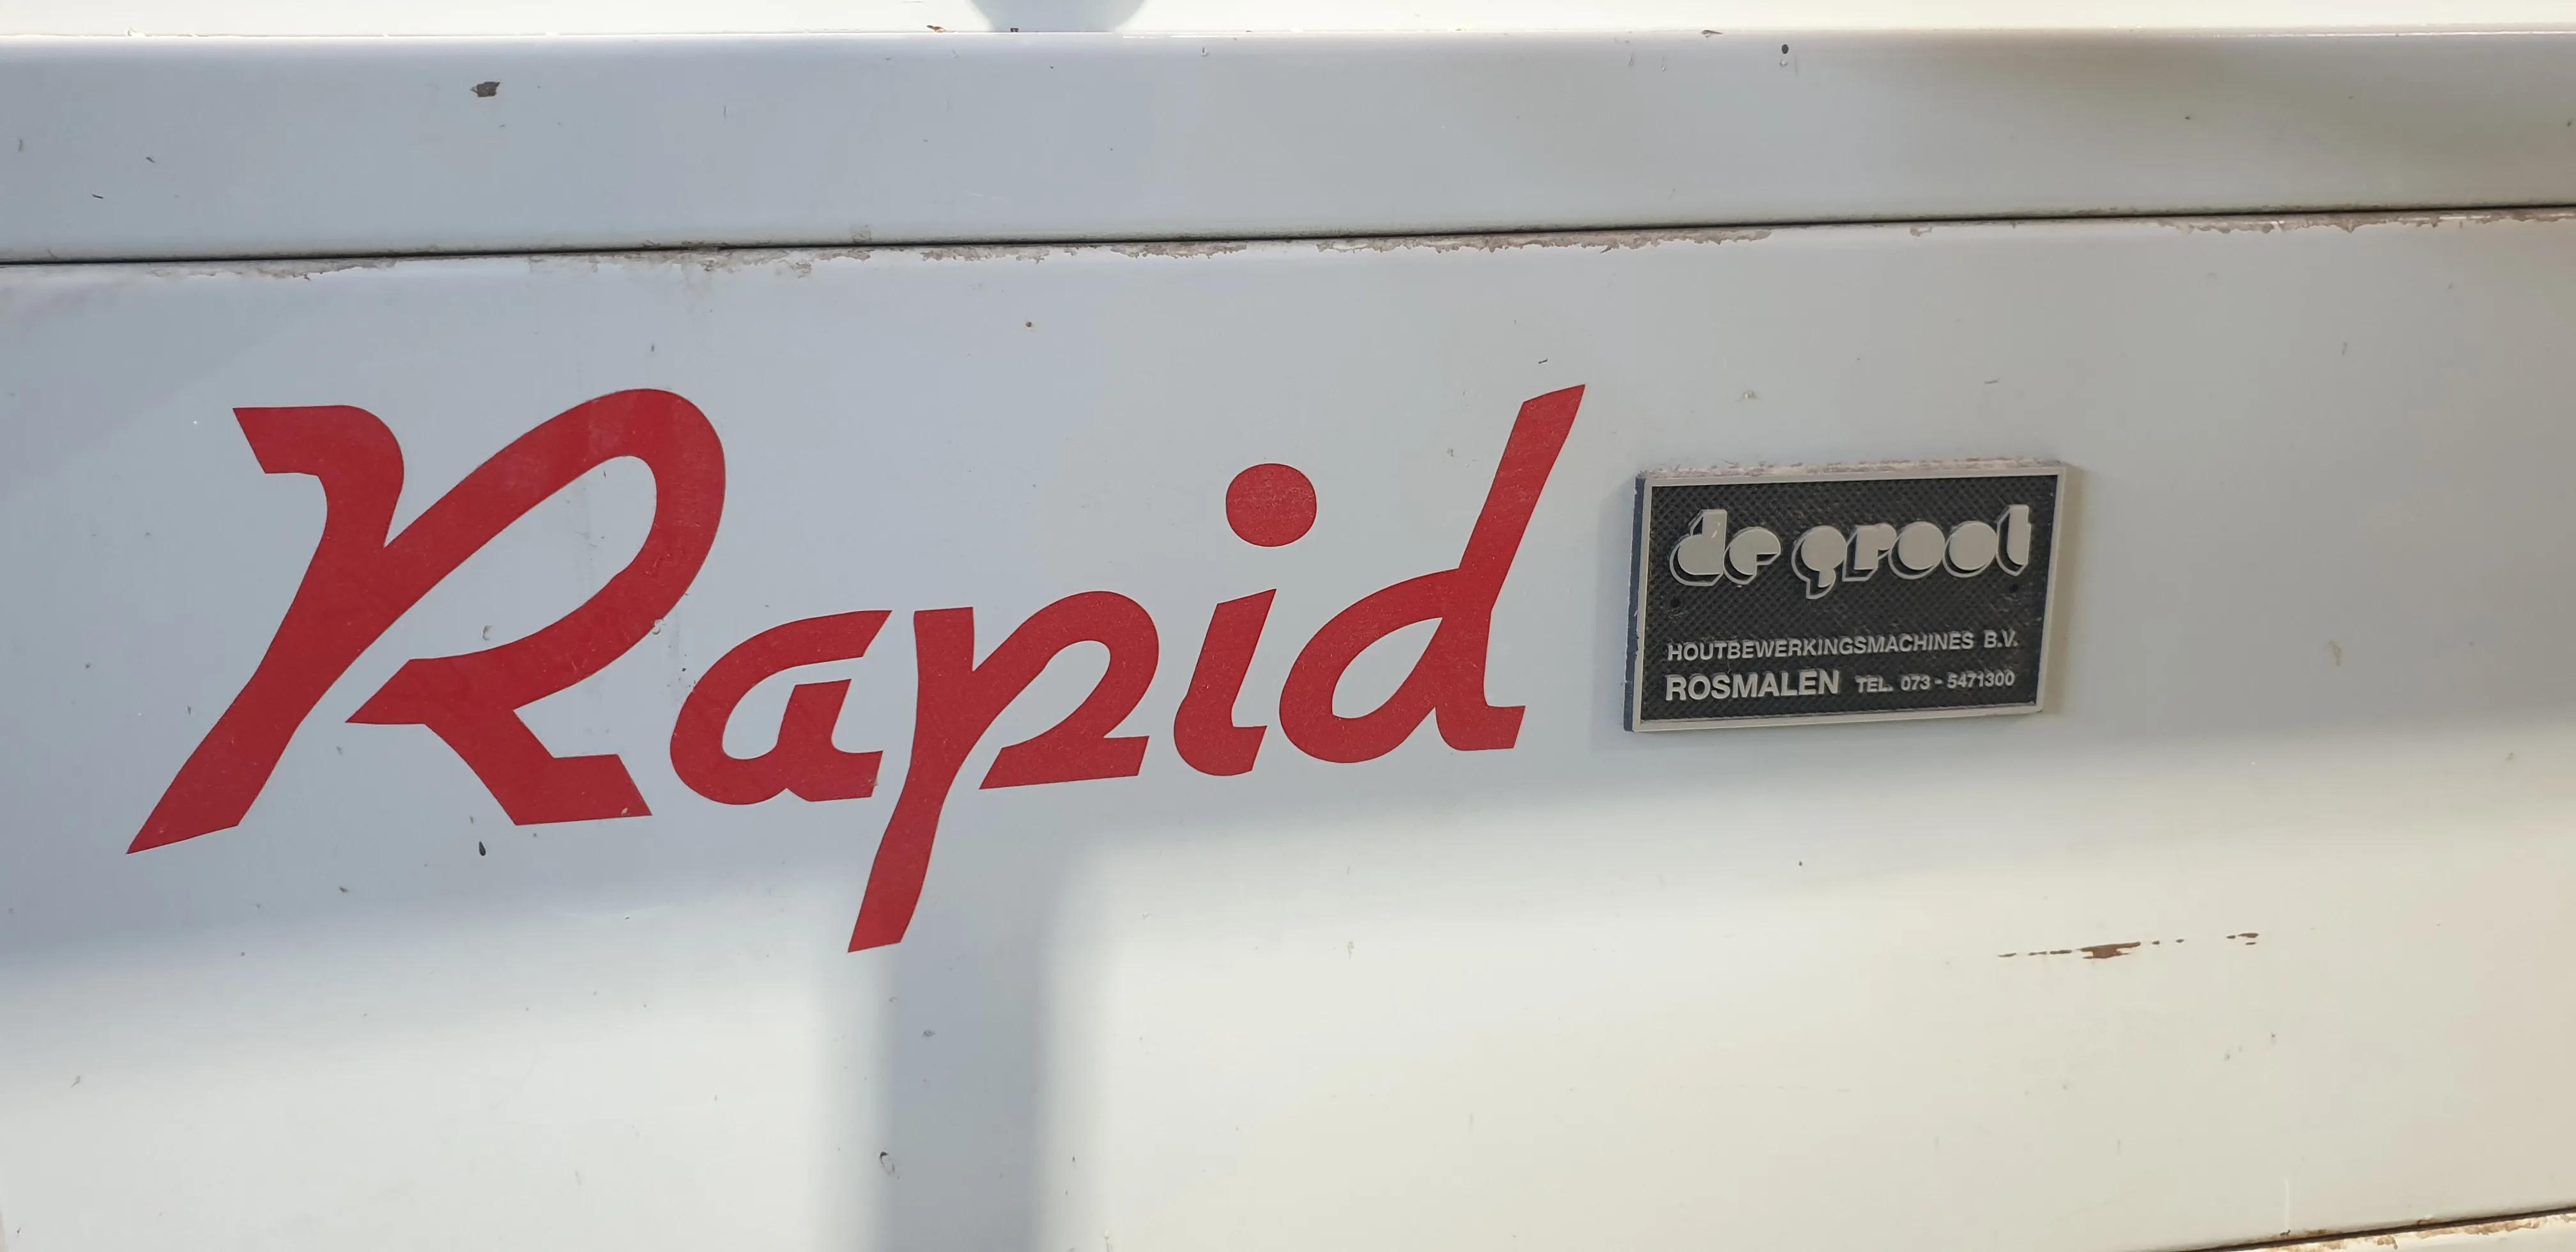 Rapid
de groot
HOUTBEWERKINGSMACHINES B.V.
ROSMALEN TEL. 073 - 5471300